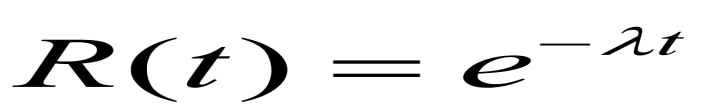 R(t) = e^{-λt}